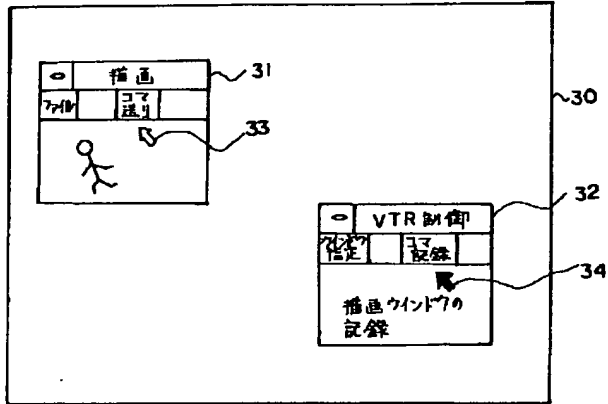 描画
31
ファイル
コマ
送り
33
30
VTR制御
32
ウインドウ
指定
コマ
記録
34
描画ウインドウの
記録